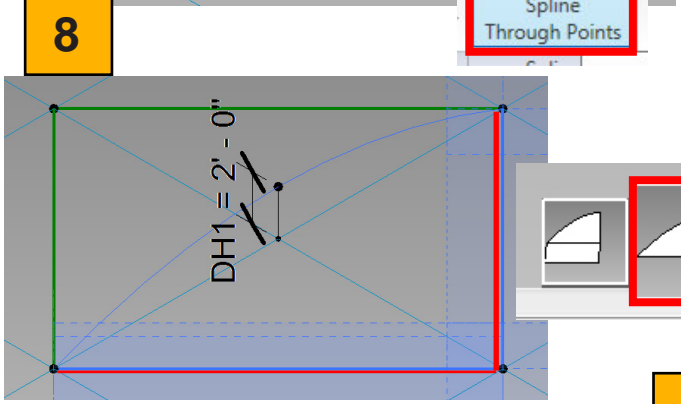 Spline
Through Points
8
DH1 = 2' - 0"